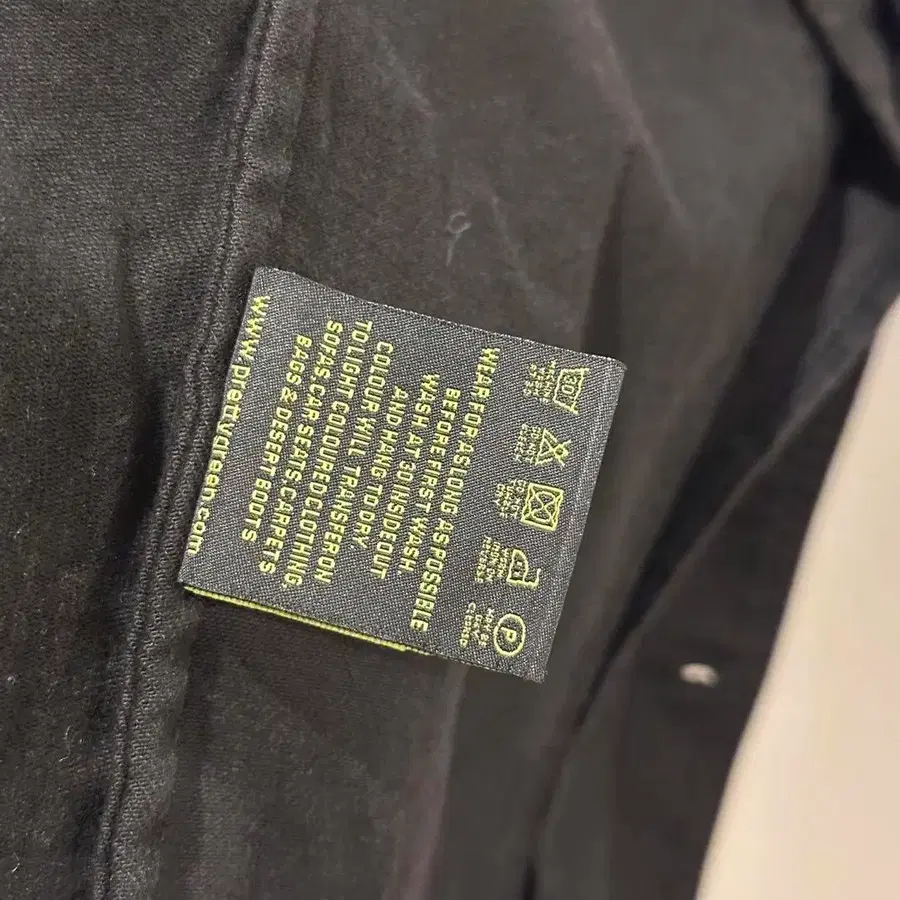 30
P
WEAR FOR AS LONG AS POSSIBLE
BEFORE FIRST WASH.
WASH AT 30 INSIDE OUT
AND HANG TO DRY.
COLOUR WILL TRANSFER ON
TO LIGHT COLOURED CLOTHING,
SOFAS, CAR SEATS, CARPETS
BAGS & DESERT BOOTS
www.prettygreen.com